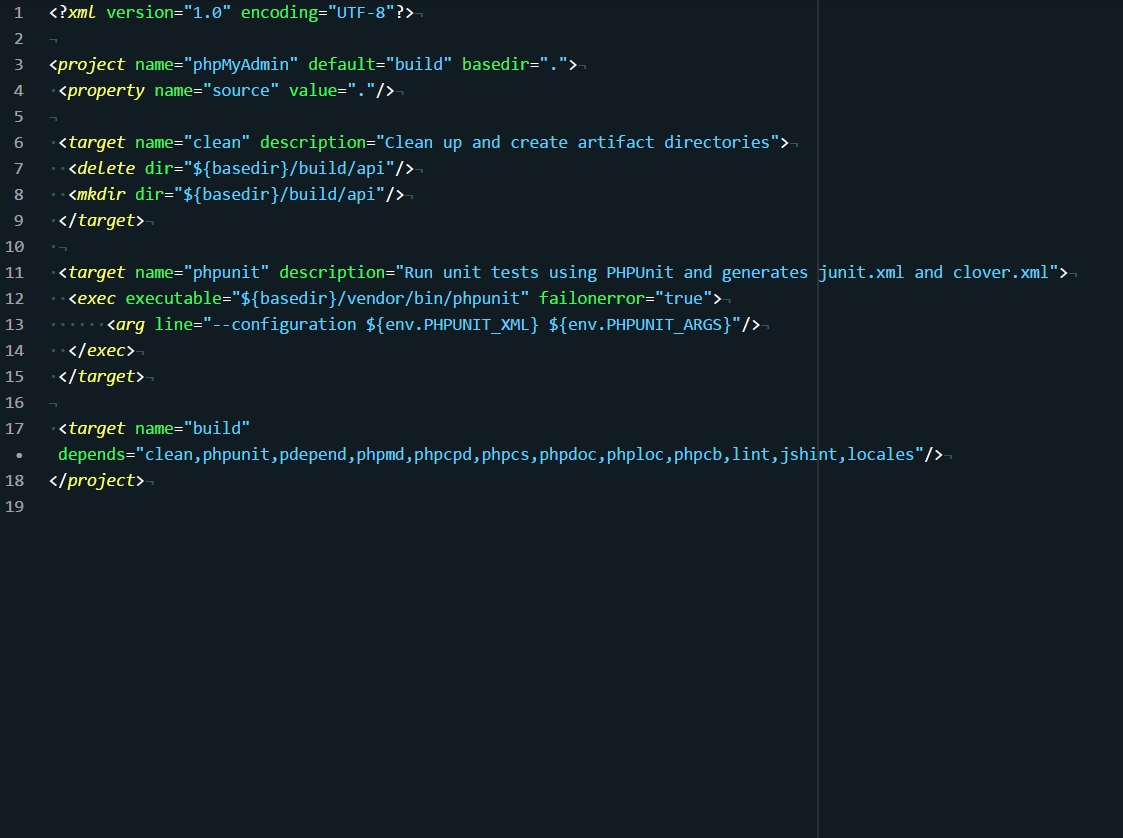 1 <?xml version="1.0" encoding="UTF-8"?>¬
2 ¬
3 <project name="phpMyAdmin" default="build" basedir=".">¬
4 ·<property name="source" value="."/>¬
5 ¬
6 ·<target name="clean" description="Clean up and create artifact directories">¬
7 ··<delete dir="${basedir}/build/api"/>¬
8 ··<mkdir dir="${basedir}/build/api"/>¬
9 ·</target>¬
10 ·¬
11 ·<target name="phpunit" description="Run unit tests using PHPUnit and generates junit.xml and clover.xml">¬
12 ··<exec executable="${basedir}/vendor/bin/phpunit" failonerror="true">¬
13 ······<arg line="--configuration ${env.PHPUNIT_XML} ${env.PHPUNIT_ARGS}"/>¬
14 ··</exec>¬
15 ·</target>¬
16 ¬
17 ·<target name="build"
• depends="clean,phpunit,pdepend,phpmd,phpcpd,phpcs,phpdoc,phploc,phpcb,lint,jshint,locales"/>¬
18 </project>¬
19